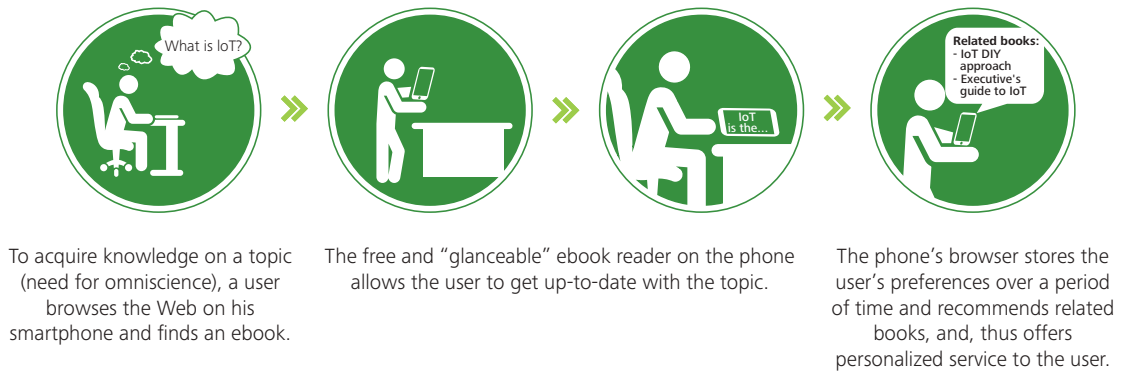 What is IoT?
IoT
is the...
Related books:
- IoT DIY
approach
- Executive's
guide to IoT
To acquire knowledge on a topic
(need for omniscience), a user
browses the Web on his
smartphone and finds an ebook.
The free and “glanceable” ebook reader on the phone
allows the user to get up-to-date with the topic.
The phone’s browser stores the
user’s preferences over a period
of time and recommends related
books, and, thus offers
personalized service to the user.